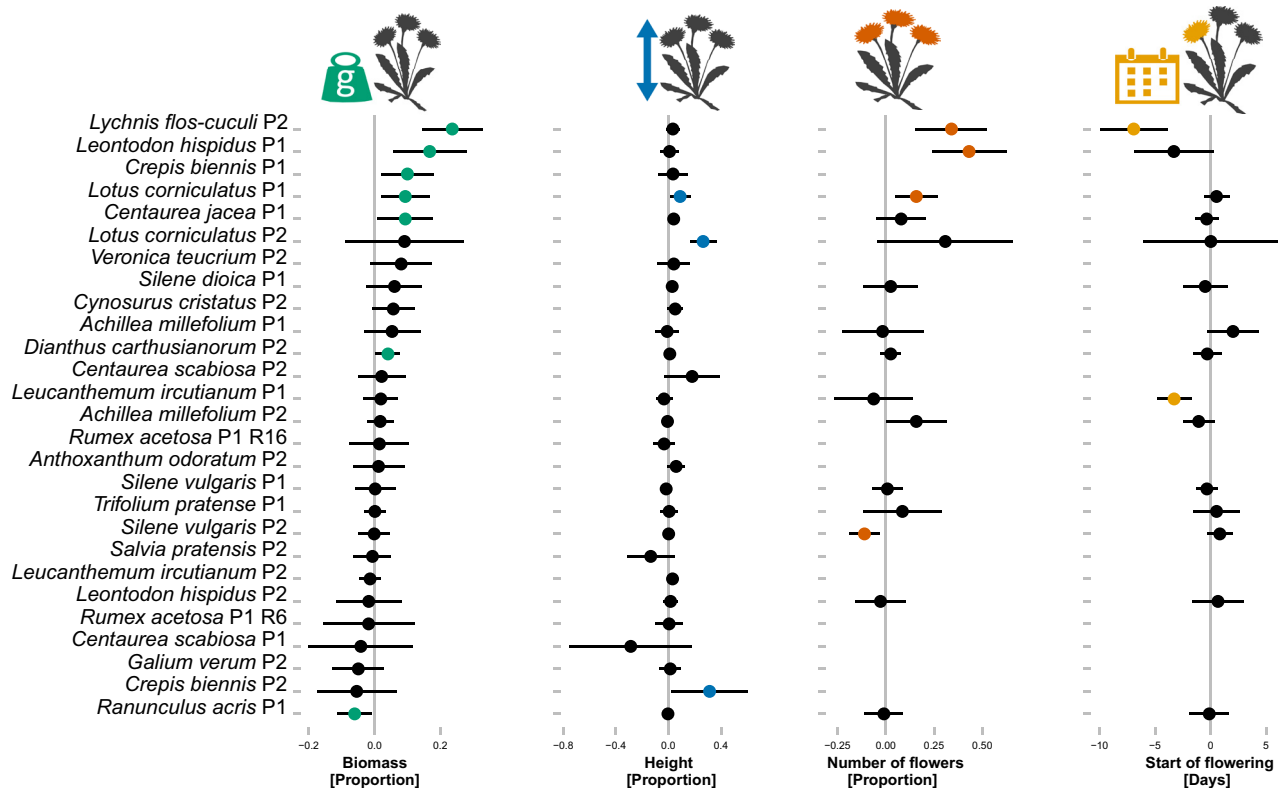 g
Lychnis flos-cuculi P2
Leontodon hispidus P1
Crepis biennis P1
Lotus corniculatus P1
Centaurea jacea P1
Lotus corniculatus P2
Veronica teucrium P2
Silene dioica P1
Cynosurus cristatus P2
Achillea millefolium P1
Dianthus carthusianorum P2
Centaurea scabiosa P2
Leucanthemum ircutianum P1
Achillea millefolium P2
Rumex acetosa P1 R16
Anthoxanthum odoratum P2
Silene vulgaris P1
Trifolium pratense P1
Silene vulgaris P2
Salvia pratensis P2
Leucanthemum ircutianum P2
Leontodon hispidus P2
Rumex acetosa P1 R6
Centaurea scabiosa P1
Galium verum P2
Crepis biennis P2
Ranunculus acris P1
−0.2 0.0 0.2
Biomass
[Proportion]
−0.8 −0.4 0.0 0.4
Height
[Proportion]
−0.25 0.00 0.25 0.50
Number of flowers
[Proportion]
−10 −5 0 5
Start of flowering
[Days]